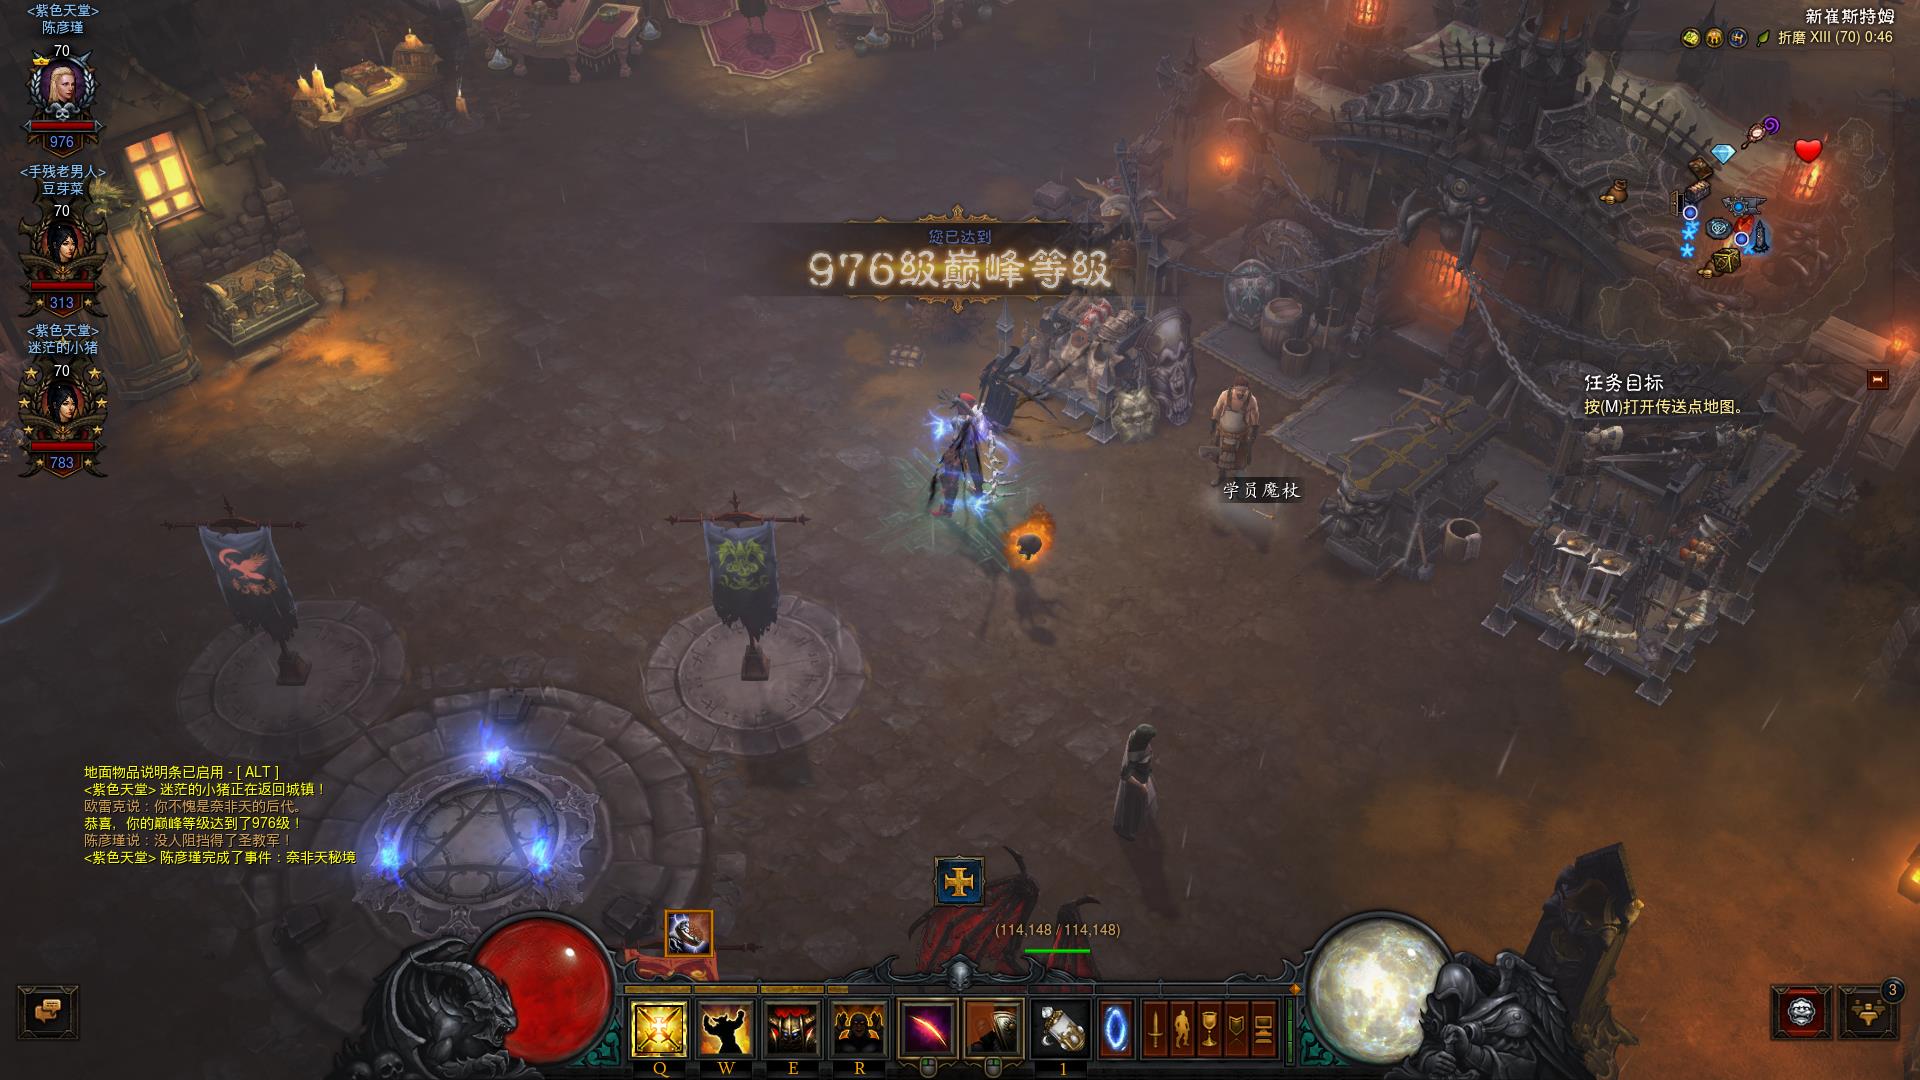 <紫色天堂>
陈彦瑾
70
976
<手残老男人>
豆芽菜
70
313
<紫色天堂>
迷茫的小猪
70
783
新崔斯特姆
折磨 XIII (70) 0:46
您已达到
976级巅峰等级
任务目标
按(M)打开传送点地图。
学员魔杖
地面物品说明条已启用 - [ ALT ]
<紫色天堂> 迷茫的小猪正在返回城镇！
欧雷克说：你不愧是奈非天的后代。
恭喜，你的巅峰等级达到了976级！
陈彦瑾说：没人阻挡得了圣教军！
<紫色天堂> 陈彦瑾完成了事件：奈非天秘境
(114,148 / 114,148)
Q W E R 1
3